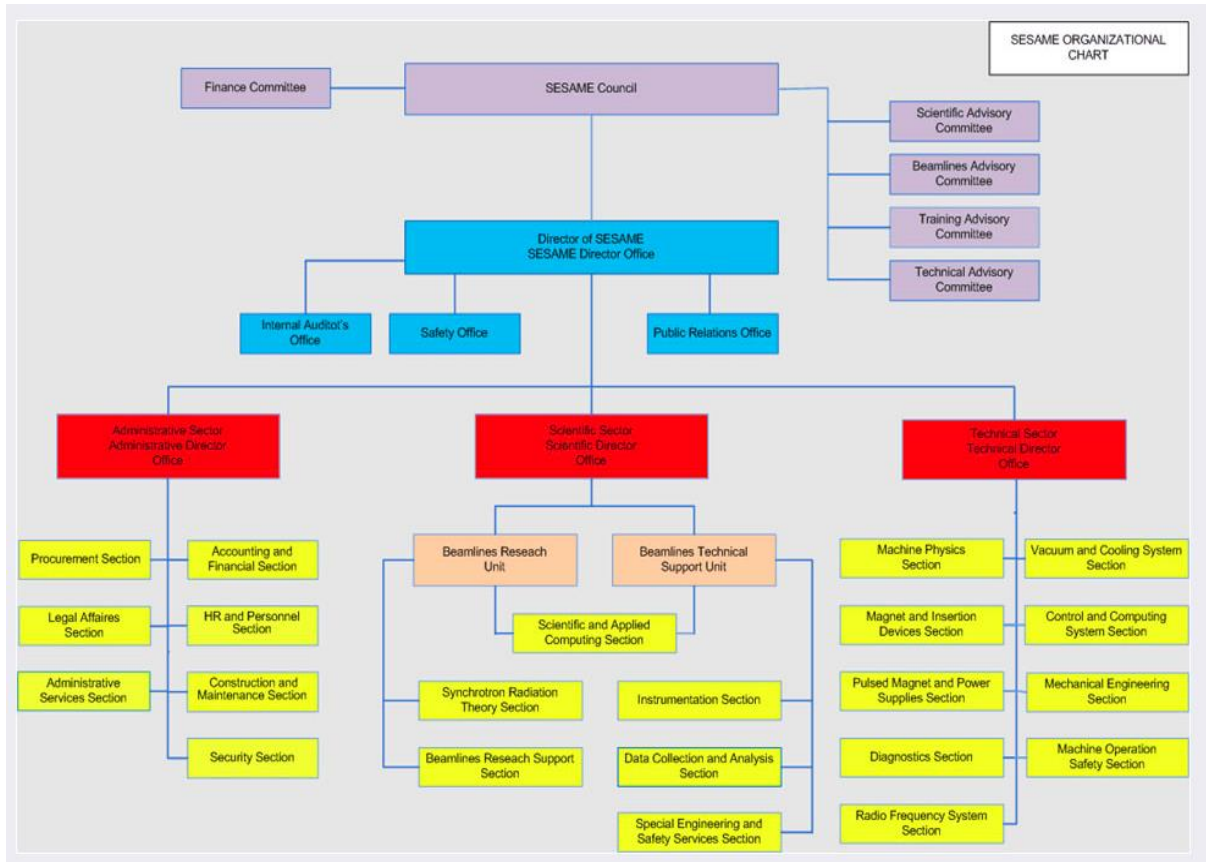 SESAME ORGANIZATIONAL
CHART
Finance Committee
SESAME Council
Scientific Advisory
Committee
Beamlines Advisory
Committee
Training Advisory
Committee
Technical Advisory
Committee
Director of SESAME
SESAME Director Office
Internal Auditot's
Office
Safety Office
Public Relations Office
Administrative Sector
Administrative Director
Office
Scientific Sector
Scientific Director
Office
Technical Sector
Technical Director
Office
Procurement Section
Accounting and
Financial Section
Legal Affaires
Section
HR and Personnel
Section
Administrative
Services Section
Construction and
Maintenance Section
Security Section
Beamlines Reseach
Unit
Beamlines Technical
Support Unit
Scientific and Applied
Computing Section
Synchrotron Radiation
Theory Section
Instrumentation Section
Beamlines Reseach Support
Section
Data Collection and Analysis
Section
Special Engineering and
Safety Services Section
Machine Physics
Section
Vacuum and Cooling System
Section
Magnet and Insertion
Devices Section
Control and Computing
System Section
Pulsed Magnet and Power
Supplies Section
Mechanical Engineering
Section
Diagnostics Section
Machine Operation
Safety Section
Radio Frequency System
Section